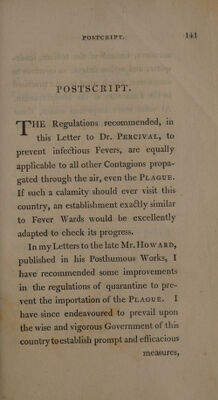 POSTCRIPT. 141
POSTSCRIPT.
THE Regulations recommended, in
this Letter to Dr. PERCIVAL, to
prevent infectious Fevers, are equally
applicable to all other Contagions propa-
gated through the air, even the PLAGUE.
If such a calamity should ever visit this
country, an establishment exactly similar
to Fever Wards would be excellently
adapted to check its progress.
In my Letters to the late Mr. HOWARD,
published in his Posthumous Works, I
have recommended some improvements
in the regulations of quarantine to pre-
vent the importation of the PLAGUE. I
have since endeavoured to prevail upon
the wise and vigorous Government of this
country to establish prompt and efficacious
measures,